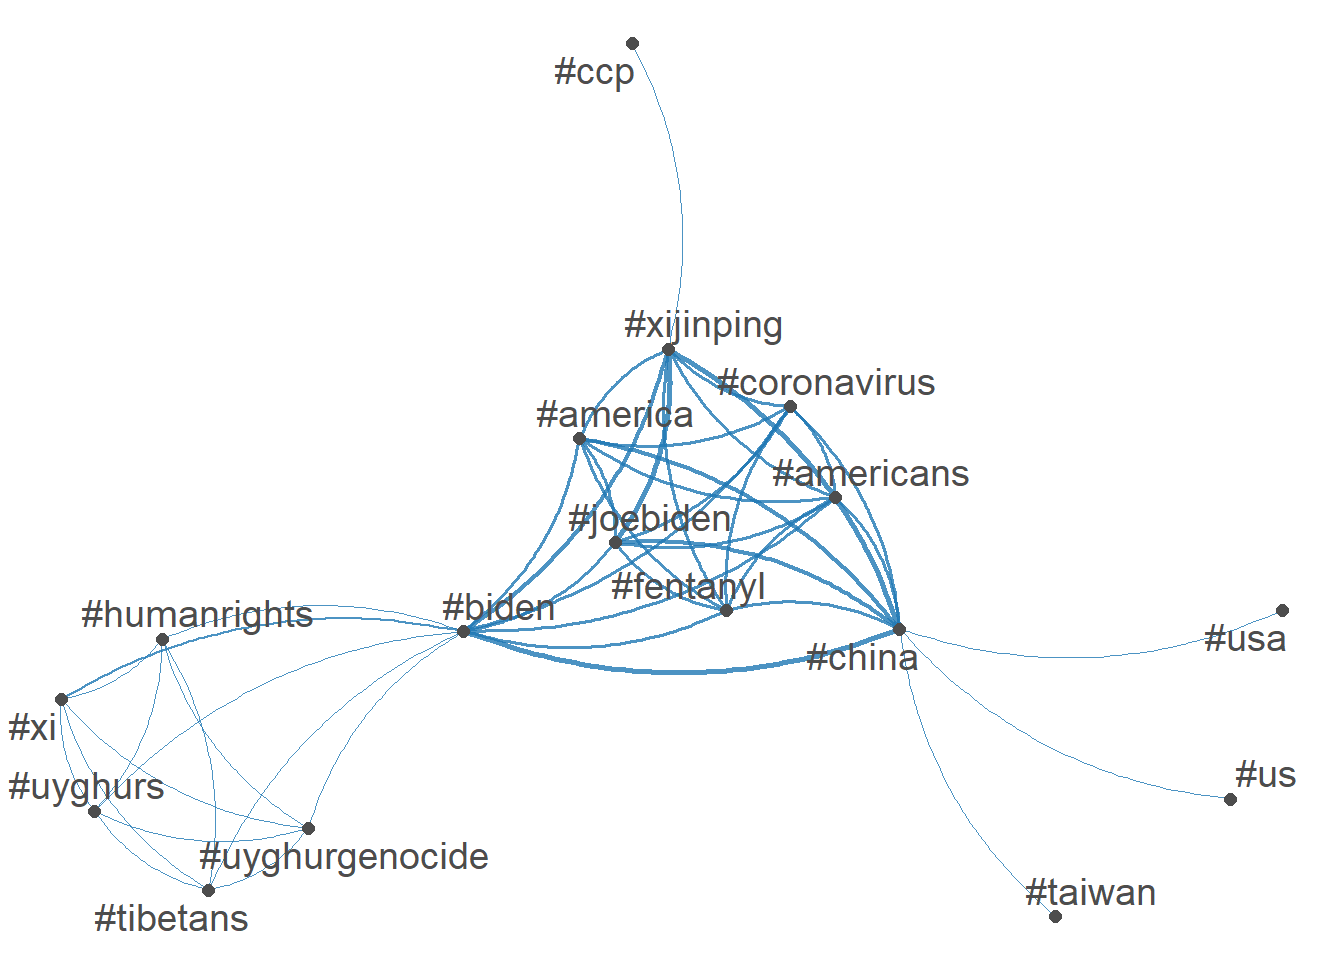 #ccp
#xijinping
#coronavirus
#america
#americans
#joebiden
#fentanyl
#humanrights
#biden
#usa
#china
#xi
#us
#uyghurs
#uyghurgenocide
#taiwan
#tibetans